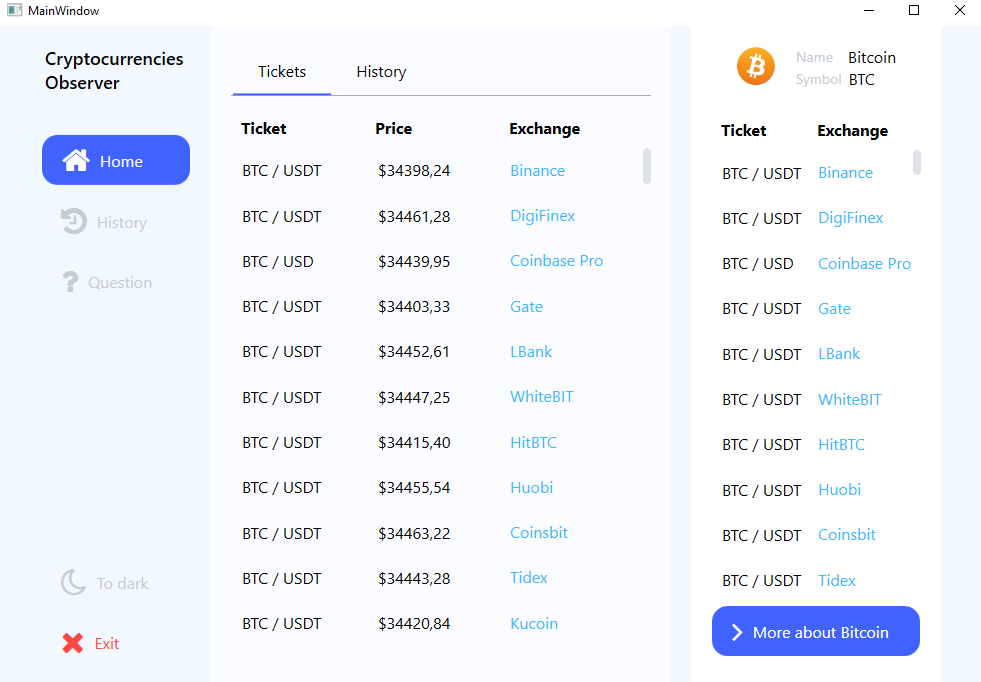 MainWindow
Cryptocurrencies
Observer
Home
History
Question
To dark
Exit
Tickets History
Ticket Price Exchange
BTC / USDT $34398,24 Binance
BTC / USDT $34461,28 DigiFinex
BTC / USD $34439,95 Coinbase Pro
BTC / USDT $34403,33 Gate
BTC / USDT $34452,61 LBank
BTC / USDT $34447,25 WhiteBIT
BTC / USDT $34415,40 HitBTC
BTC / USDT $34455,54 Huobi
BTC / USDT $34463,22 Coinsbit
BTC / USDT $34443,28 Tidex
BTC / USDT $34420,84 Kucoin
Name Bitcoin
Symbol BTC
Ticket Exchange
BTC / USDT Binance
BTC / USDT DigiFinex
BTC / USD Coinbase Pro
BTC / USDT Gate
BTC / USDT LBank
BTC / USDT WhiteBIT
BTC / USDT HitBTC
BTC / USDT Huobi
BTC / USDT Coinsbit
BTC / USDT Tidex
More about Bitcoin